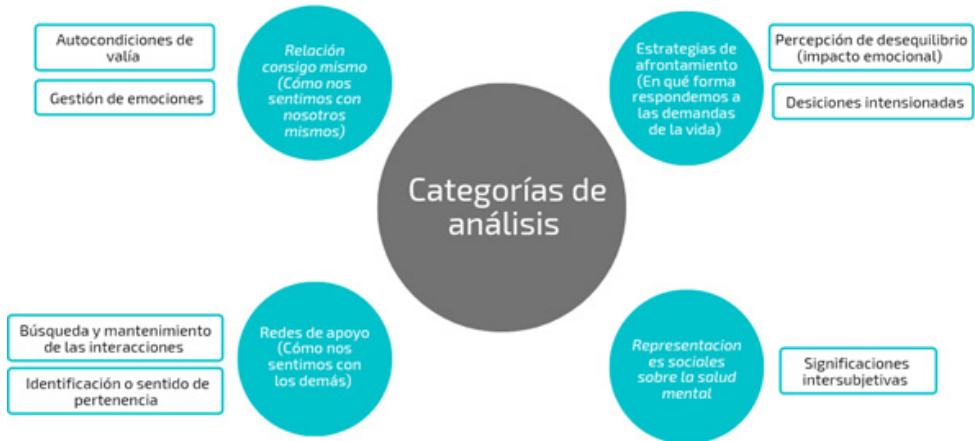 Autocondiciones de
valía
Gestión de emociones
Relación
consigo mismo
(Cómo nos
sentimos con
nosotros
mismos)
Estrategias de
afrontamiento
(En qué forma
respondemos a
las demandas
de la vida)
Percepción de desequilibrio
(impacto emocional)
Desiciones intensionadas
Categorías de
análisis
Búsqueda y mantenimiento
de las interacciones
Identificación o sentido de
pertenencia
Redes de apoyo
(Cómo nos
sentimos con
los demás)
Representacion
es sociales
sobre la salud
mental
Significaciones
intersubjetivas